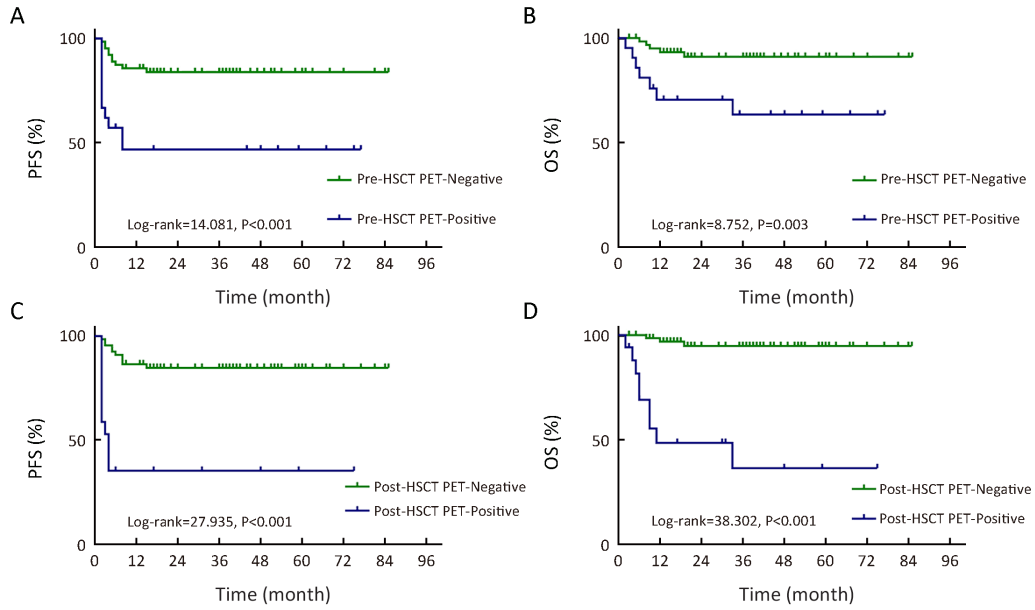 A
100
50
0
PFS (%)
Pre-HSCT PET-Negative
Pre-HSCT PET-Positive
Log-rank=14.081, P<0.001
0 12 24 36 48 60 72 84 96
Time (month)
B
100
50
0
OS (%)
Pre-HSCT PET-Negative
Pre-HSCT PET-Positive
Log-rank=8.752, P=0.003
0 12 24 36 48 60 72 84 96
Time (month)
C
100
50
0
PFS (%)
Post-HSCT PET-Negative
Post-HSCT PET-Positive
Log-rank=27.935, P<0.001
0 12 24 36 48 60 72 84 96
Time (month)
D
100
50
0
OS (%)
Post-HSCT PET-Negative
Post-HSCT PET-Positive
Log-rank=38.302, P<0.001
0 12 24 36 48 60 72 84 96
Time (month)